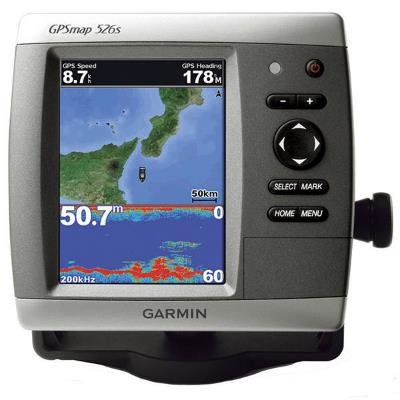 GPSmap 526s
GPS Speed
8.7 k h
GPS Heading
178° M
A
50km
50.7 m
0
60
200kHz
- +
SELECT MARK
HOME MENU
GARMIN